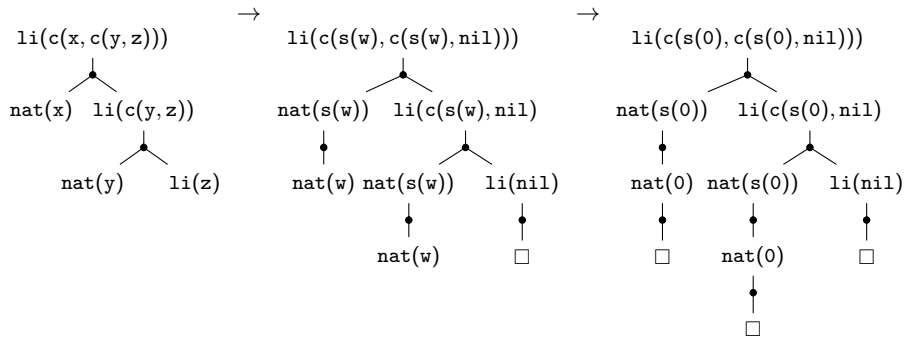 → →
li(c(x, c(y, z))) li(c(s(w), c(s(w), nil))) li(c(s(0), c(s(0), nil)))
nat(x) li(c(y, z)) nat(s(w)) li(c(s(w), nil) nat(s(0)) li(c(s(0), nil)
nat(y) li(z) nat(w) nat(s(w)) li(nil) nat(0) nat(s(0)) li(nil)
nat(w) □ □ nat(0) □
□